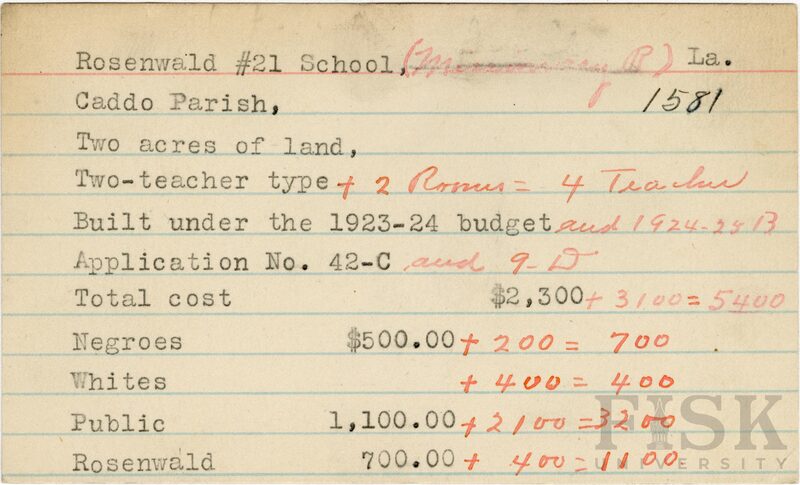 Rosenwald #21 School, ( B) La.
1581
Caddo Parish,
Two acres of land,
Two-teacher type + 2 Rooms = 4 Teacher
Built under the 1923-24 budget and 1924-25 B
Application No. 42-C and 9-D
Total cost $2,300 + 3100 = 5400
Negroes $500.00 + 200 = 700
Whites + 400 = 400
Public 1,100.00 + 2100 = 3200
Rosenwald 700.00 + 400 = 1100
FISK
UNIVERSITY